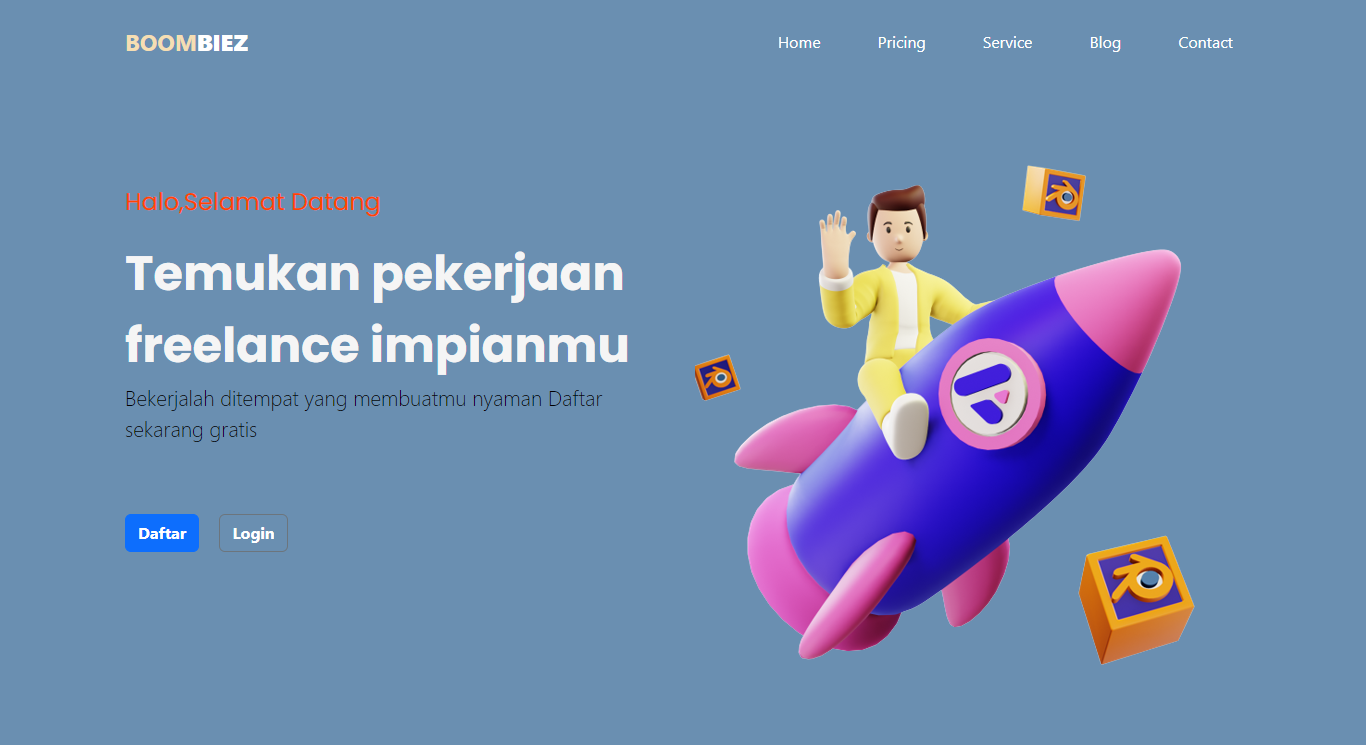 BOOMBIEZ
Home Pricing Service Blog Contact
Halo,Selamat Datang
Temukan pekerjaan
freelance impianmu
Bekerjalah ditempat yang membuatmu nyaman Daftar
sekarang gratis
Daftar Login